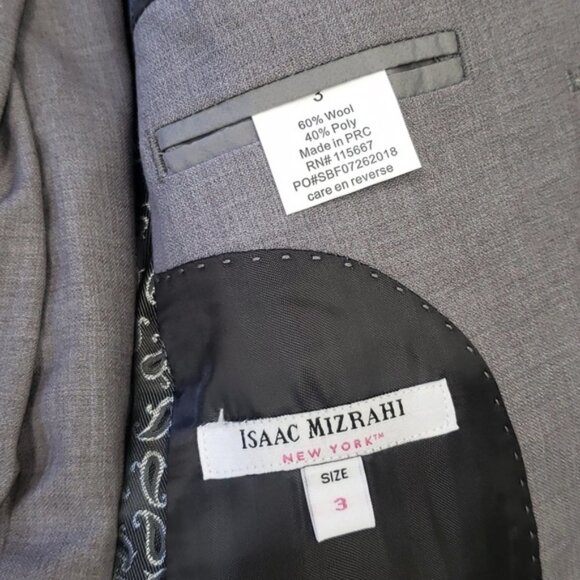 3
60% Wool
40% Poly
Made in PRC
RN# 115667
PO#SBF07262018
care en reverse
ISAAC MIZRAHI
NEW YORK™
SIZE
3